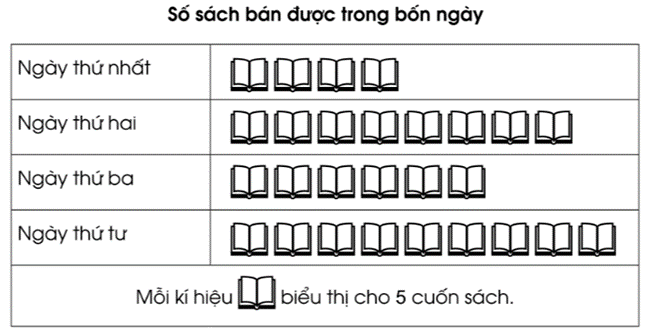 Số sách bán được trong bốn ngày
Ngày thứ nhất
Ngày thứ hai
Ngày thứ ba
Ngày thứ tư
Mỗi kí hiệu biểu thị cho 5 cuốn sách.